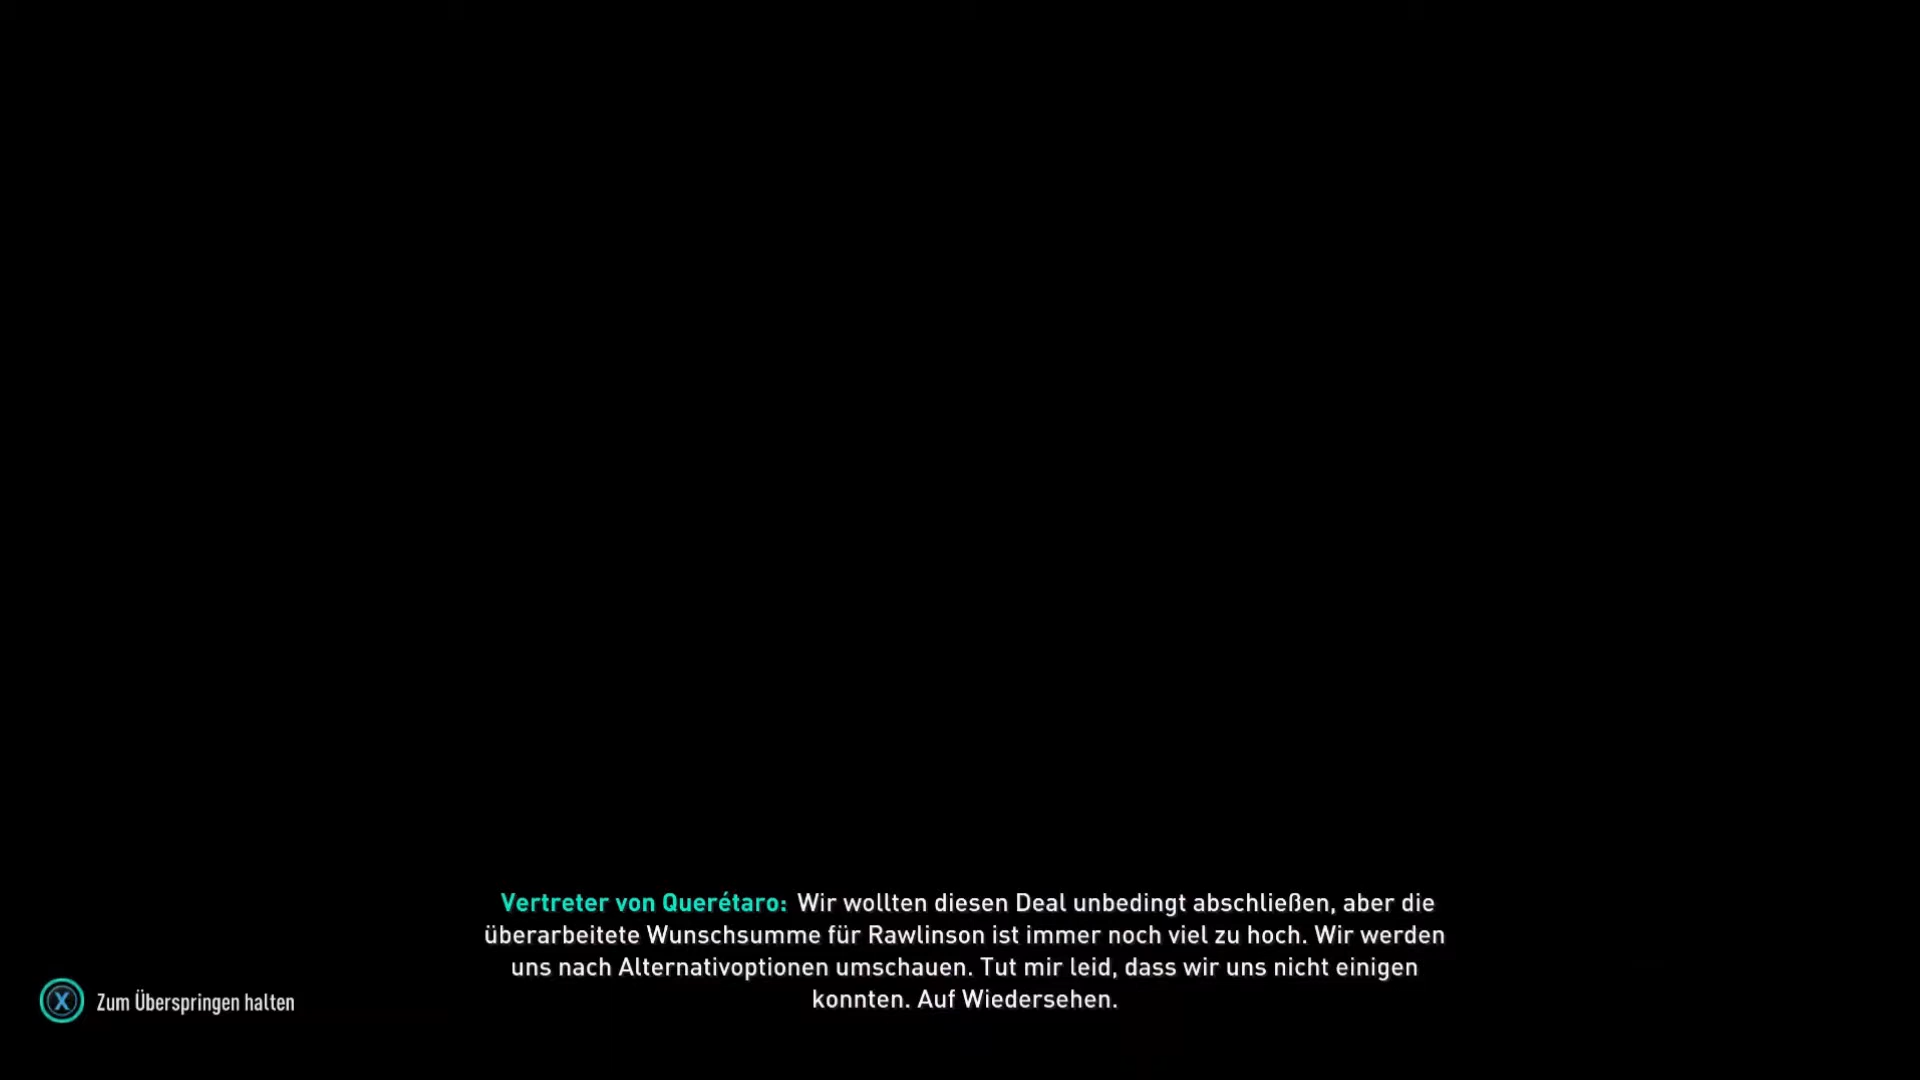 Vertreter von Querétaro: Wir wollten diesen Deal unbedingt abschließen, aber die
überarbeitete Wunschsumme für Rawlinson ist immer noch viel zu hoch. Wir werden
uns nach Alternativoptionen umschauen. Tut mir leid, dass wir uns nicht einigen
konnten. Auf Wiedersehen.
X Zum Überspringen halten